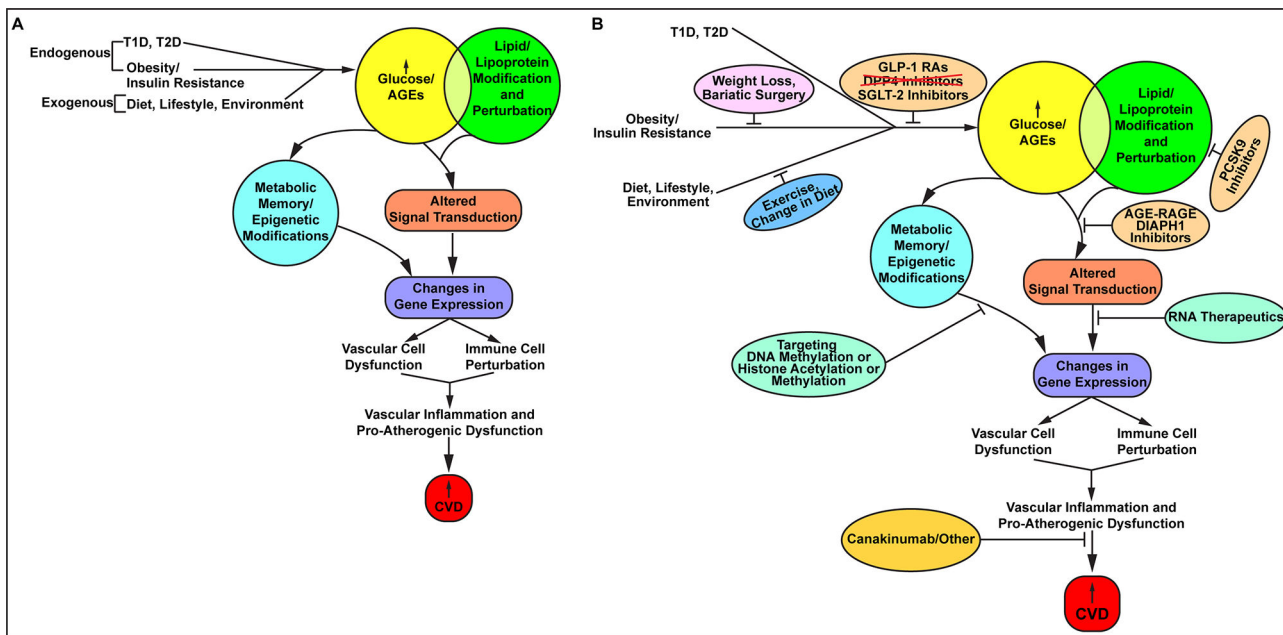 A
Endogenous
T1D, T2D
Obesity/
Insulin Resistance
Exogenous
Diet, Lifestyle, Environment
Glucose/
AGEs
Lipid/
Lipoprotein
Modification
and
Perturbation
Metabolic
Memory/
Epigenetic
Modifications
Altered
Signal Transduction
Changes in
Gene Expression
Vascular Cell
Dysfunction
Immune Cell
Perturbation
Vascular Inflammation and
Pro-Atherogenic Dysfunction
CVD
B
T1D, T2D
Weight Loss,
Bariatic Surgery
GLP-1 RAs
DPP4 Inhibitors
SGLT-2 Inhibitors
Obesity/
Insulin Resistance
Diet, Lifestyle,
Environment
Exercise,
Change in Diet
Glucose/
AGEs
Lipid/
Lipoprotein
Modification
and
Perturbation
PCSK9
Inhibitors
AGE-RAGE
DIAPH1
Inhibitors
Metabolic
Memory/
Epigenetic
Modifications
Altered
Signal Transduction
RNA Therapeutics
Targeting
DNA Methylation or
Histone Acetylation or
Methylation
Changes in
Gene Expression
Vascular Cell
Dysfunction
Immune Cell
Perturbation
Vascular Inflammation and
Pro-Atherogenic Dysfunction
Canakinumab/Other
CVD